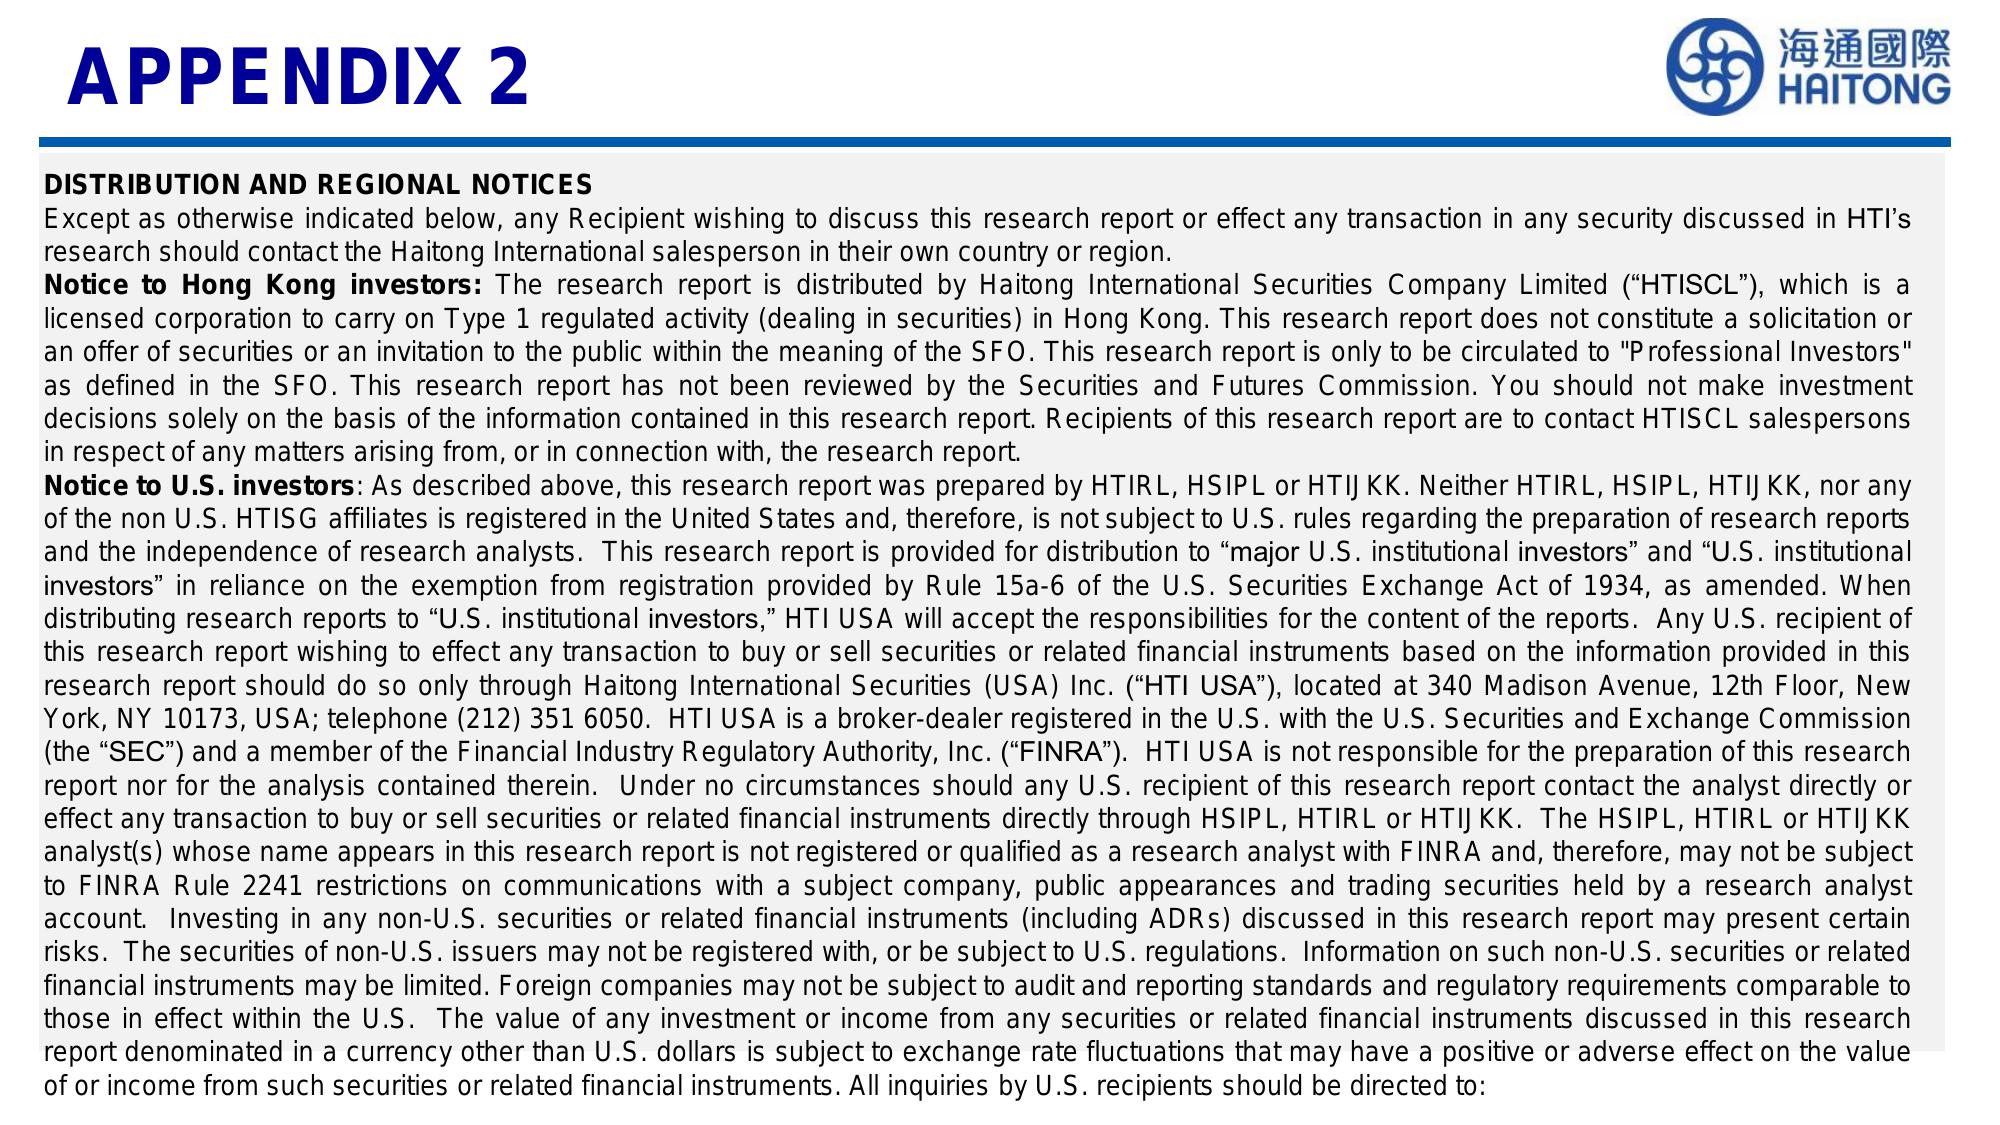 APPENDIX 2
海通國際
HAITONG
DISTRIBUTION AND REGIONAL NOTICES
Except as otherwise indicated below, any Recipient wishing to discuss this research report or effect any transaction in any security discussed in HTI’s
research should contact the Haitong International salesperson in their own country or region.
Notice to Hong Kong investors: The research report is distributed by Haitong International Securities Company Limited (“HTISCL”), which is a
licensed corporation to carry on Type 1 regulated activity (dealing in securities) in Hong Kong. This research report does not constitute a solicitation or
an offer of securities or an invitation to the public within the meaning of the SFO. This research report is only to be circulated to "Professional Investors"
as defined in the SFO. This research report has not been reviewed by the Securities and Futures Commission. You should not make investment
decisions solely on the basis of the information contained in this research report. Recipients of this research report are to contact HTISCL salespersons
in respect of any matters arising from, or in connection with, the research report.
Notice to U.S. investors: As described above, this research report was prepared by HTIRL, HSIPL or HTIJKK. Neither HTIRL, HSIPL, HTIJKK, nor any
of the non U.S. HTISG affiliates is registered in the United States and, therefore, is not subject to U.S. rules regarding the preparation of research reports
and the independence of research analysts.  This research report is provided for distribution to “major U.S. institutional investors” and “U.S. institutional
investors” in reliance on the exemption from registration provided by Rule 15a-6 of the U.S. Securities Exchange Act of 1934, as amended. When
distributing research reports to “U.S. institutional investors,” HTI USA will accept the responsibilities for the content of the reports.  Any U.S. recipient of
this research report wishing to effect any transaction to buy or sell securities or related financial instruments based on the information provided in this
research report should do so only through Haitong International Securities (USA) Inc. (“HTI USA”), located at 340 Madison Avenue, 12th Floor, New
York, NY 10173, USA; telephone (212) 351 6050.  HTI USA is a broker-dealer registered in the U.S. with the U.S. Securities and Exchange Commission
(the “SEC”) and a member of the Financial Industry Regulatory Authority, Inc. (“FINRA”).  HTI USA is not responsible for the preparation of this research
report nor for the analysis contained therein.  Under no circumstances should any U.S. recipient of this research report contact the analyst directly or
effect any transaction to buy or sell securities or related financial instruments directly through HSIPL, HTIRL or HTIJKK.  The HSIPL, HTIRL or HTIJKK
analyst(s) whose name appears in this research report is not registered or qualified as a research analyst with FINRA and, therefore, may not be subject
to FINRA Rule 2241 restrictions on communications with a subject company, public appearances and trading securities held by a research analyst
account.  Investing in any non-U.S. securities or related financial instruments (including ADRs) discussed in this research report may present certain
risks.  The securities of non-U.S. issuers may not be registered with, or be subject to U.S. regulations.  Information on such non-U.S. securities or related
financial instruments may be limited. Foreign companies may not be subject to audit and reporting standards and regulatory requirements comparable to
those in effect within the U.S.  The value of any investment or income from any securities or related financial instruments discussed in this research
report denominated in a currency other than U.S. dollars is subject to exchange rate fluctuations that may have a positive or adverse effect on the value
of or income from such securities or related financial instruments. All inquiries by U.S. recipients should be directed to: